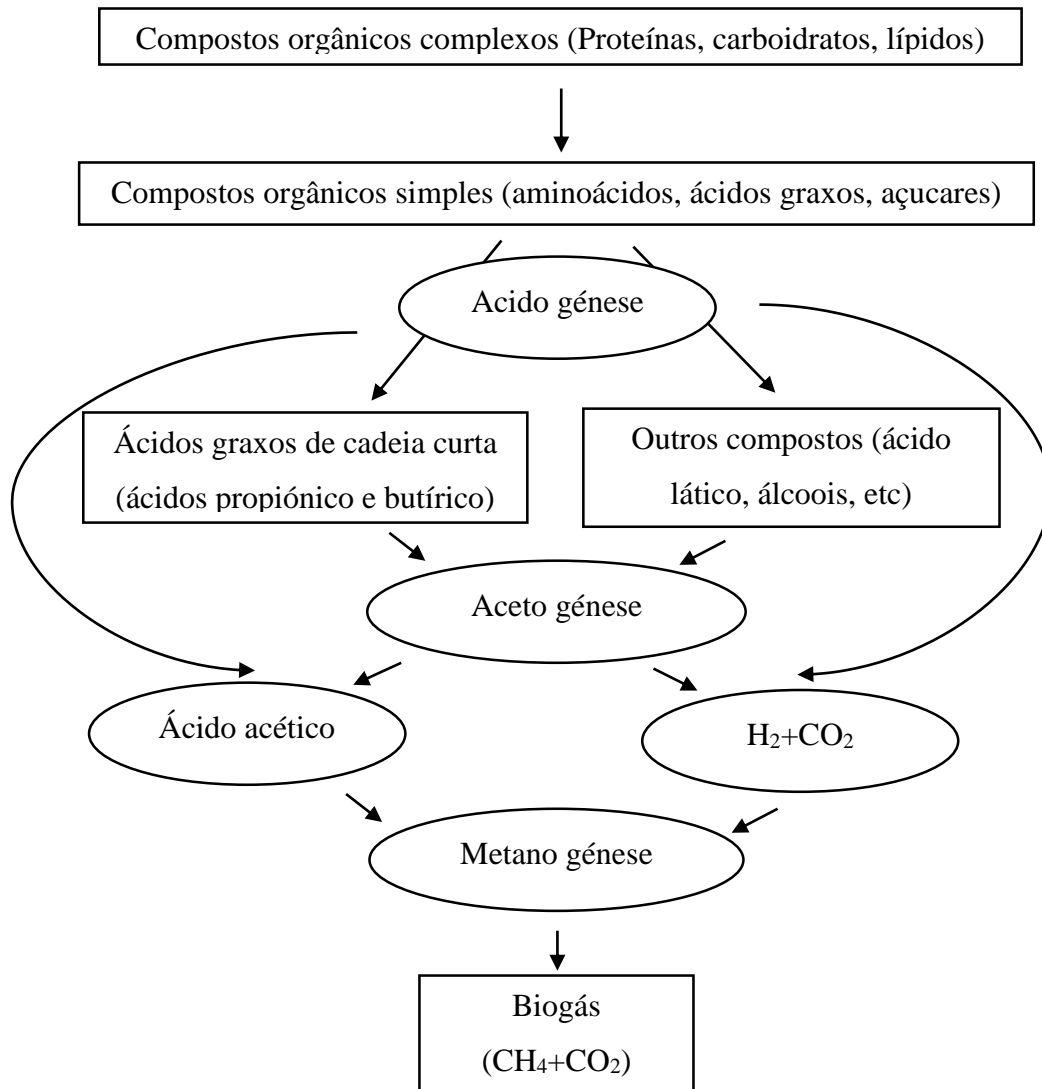 Compostos orgânicos complexos (Proteínas, carboidratos, lípidos)
Compostos orgânicos simples (aminoácidos, ácidos graxos, açucares)
Acido génese
Ácidos graxos de cadeia curta
(ácidos propiónico e butírico)
Outros compostos (ácido
lático, álcoois, etc)
Aceto génese
Ácido acético
H₂+CO₂
Metano génese
Biogás
(CH₄+CO₂)